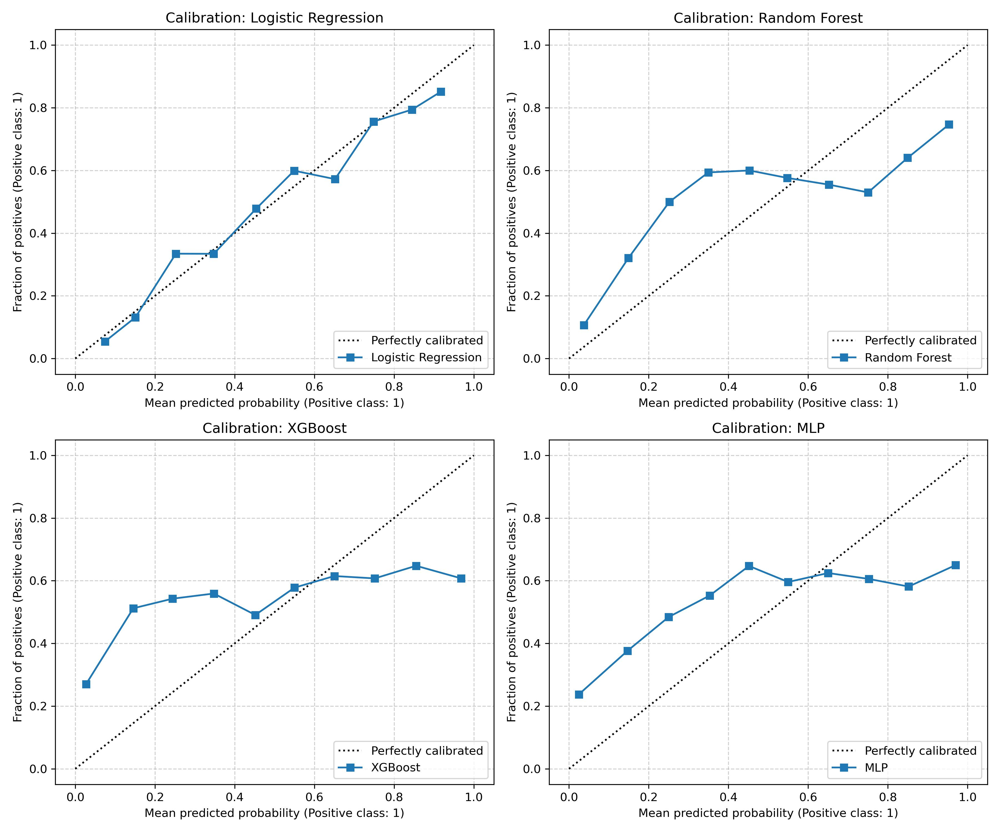 Calibration: Logistic Regression
Fraction of positives (Positive class: 1)
1.0
0.8
0.6
0.4
0.2
0.0
Perfectly calibrated
Logistic Regression
0.0 0.2 0.4 0.6 0.8 1.0
Mean predicted probability (Positive class: 1)
Calibration: Random Forest
Fraction of positives (Positive class: 1)
1.0
0.8
0.6
0.4
0.2
0.0
Perfectly calibrated
Random Forest
0.0 0.2 0.4 0.6 0.8 1.0
Mean predicted probability (Positive class: 1)
Calibration: XGBoost
Fraction of positives (Positive class: 1)
1.0
0.8
0.6
0.4
0.2
0.0
Perfectly calibrated
XGBoost
0.0 0.2 0.4 0.6 0.8 1.0
Mean predicted probability (Positive class: 1)
Calibration: MLP
Fraction of positives (Positive class: 1)
1.0
0.8
0.6
0.4
0.2
0.0
Perfectly calibrated
MLP
0.0 0.2 0.4 0.6 0.8 1.0
Mean predicted probability (Positive class: 1)